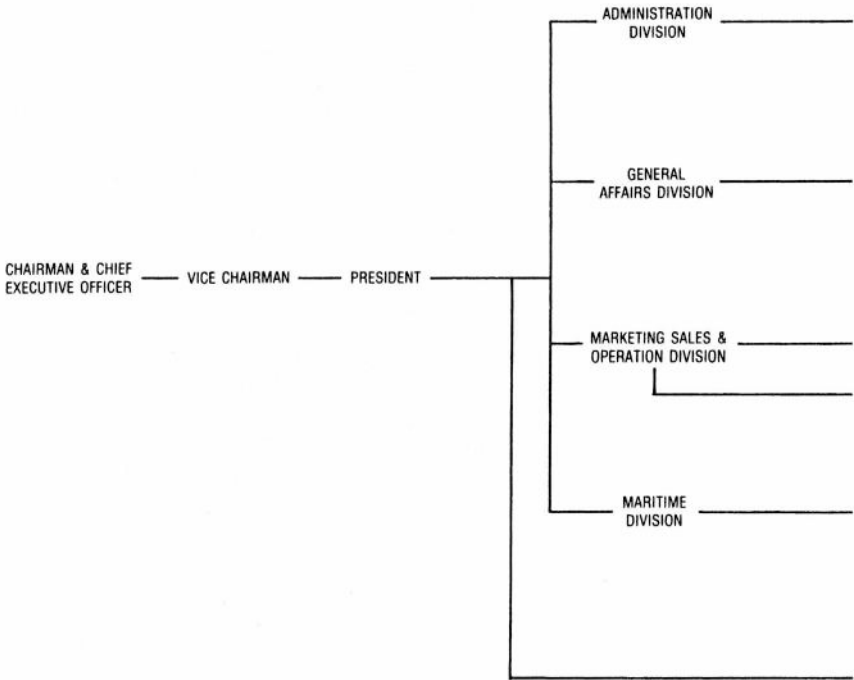 ADMINISTRATION
DIVISION
GENERAL
AFFAIRS DIVISION
CHAIRMAN & CHIEF
EXECUTIVE OFFICER
VICE CHAIRMAN
PRESIDENT
MARKETING SALES &
OPERATION DIVISION
MARITIME
DIVISION